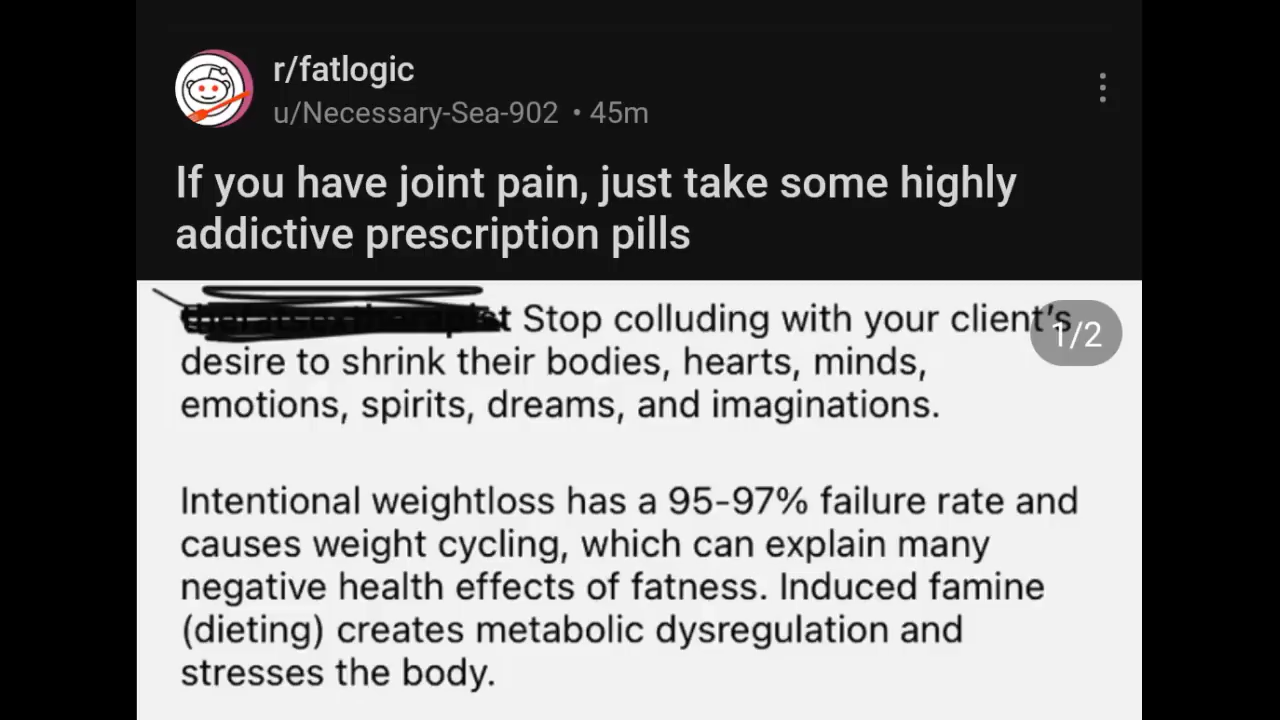 r/fatlogic
u/Necessary-Sea-902 • 45m
If you have joint pain, just take some highly
addictive prescription pills
Stop colluding with your client's
1/2
desire to shrink their bodies, hearts, minds,
emotions, spirits, dreams, and imaginations.
Intentional weightloss has a 95-97% failure rate and
causes weight cycling, which can explain many
negative health effects of fatness. Induced famine
(dieting) creates metabolic dysregulation and
stresses the body.